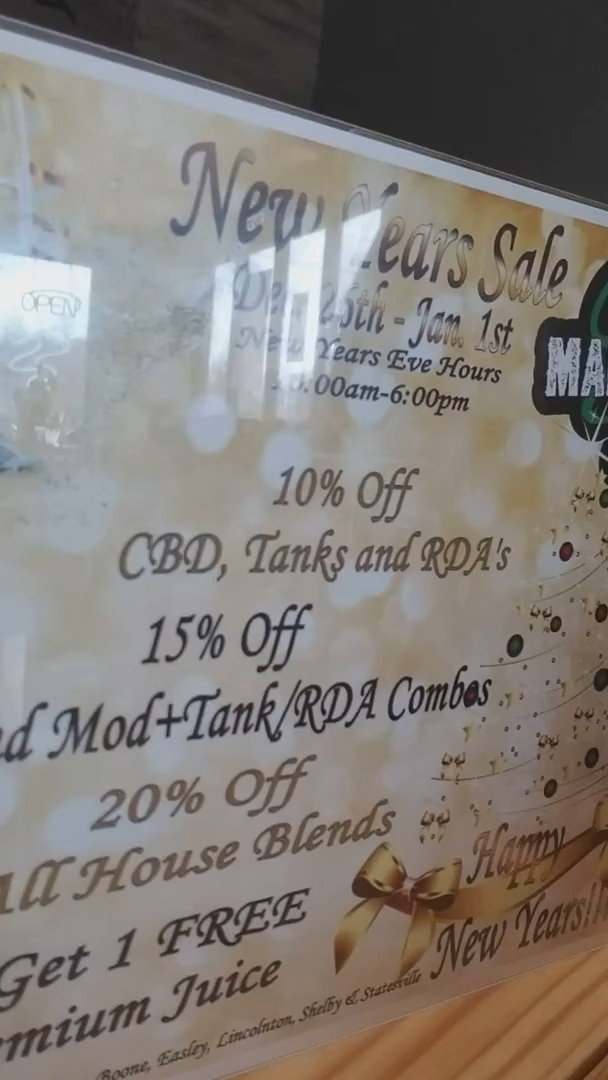 New Years Sale
Dec. 26th - Jan. 1st
New Years Eve Hours
10:00am-6:00pm
OPEN
10% Off
CBD, Tanks and RDA's
15% Off
Mod+Tank/RDA Combos
20% Off
All House Blends
Get 1 FREE
Juice
Happy
New Years!!
Boone, Easley, Lincolnton, Shelby & Statesville